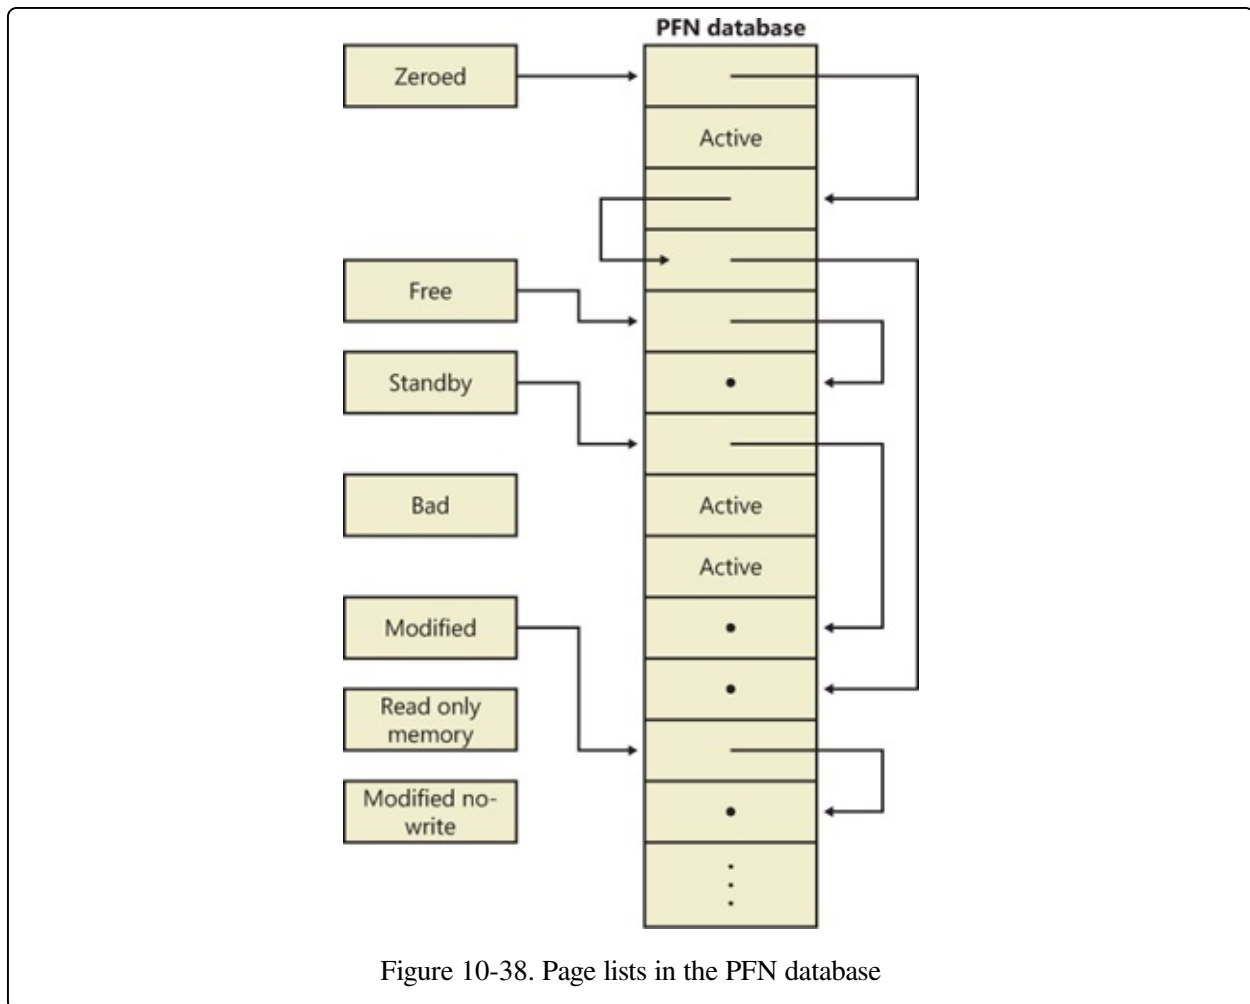 PFN database
Zeroed
Active
Free
Standby
Bad
Active
Active
Modified
Read only
memory
Modified no-
write
Figure 10-38. Page lists in the PFN database